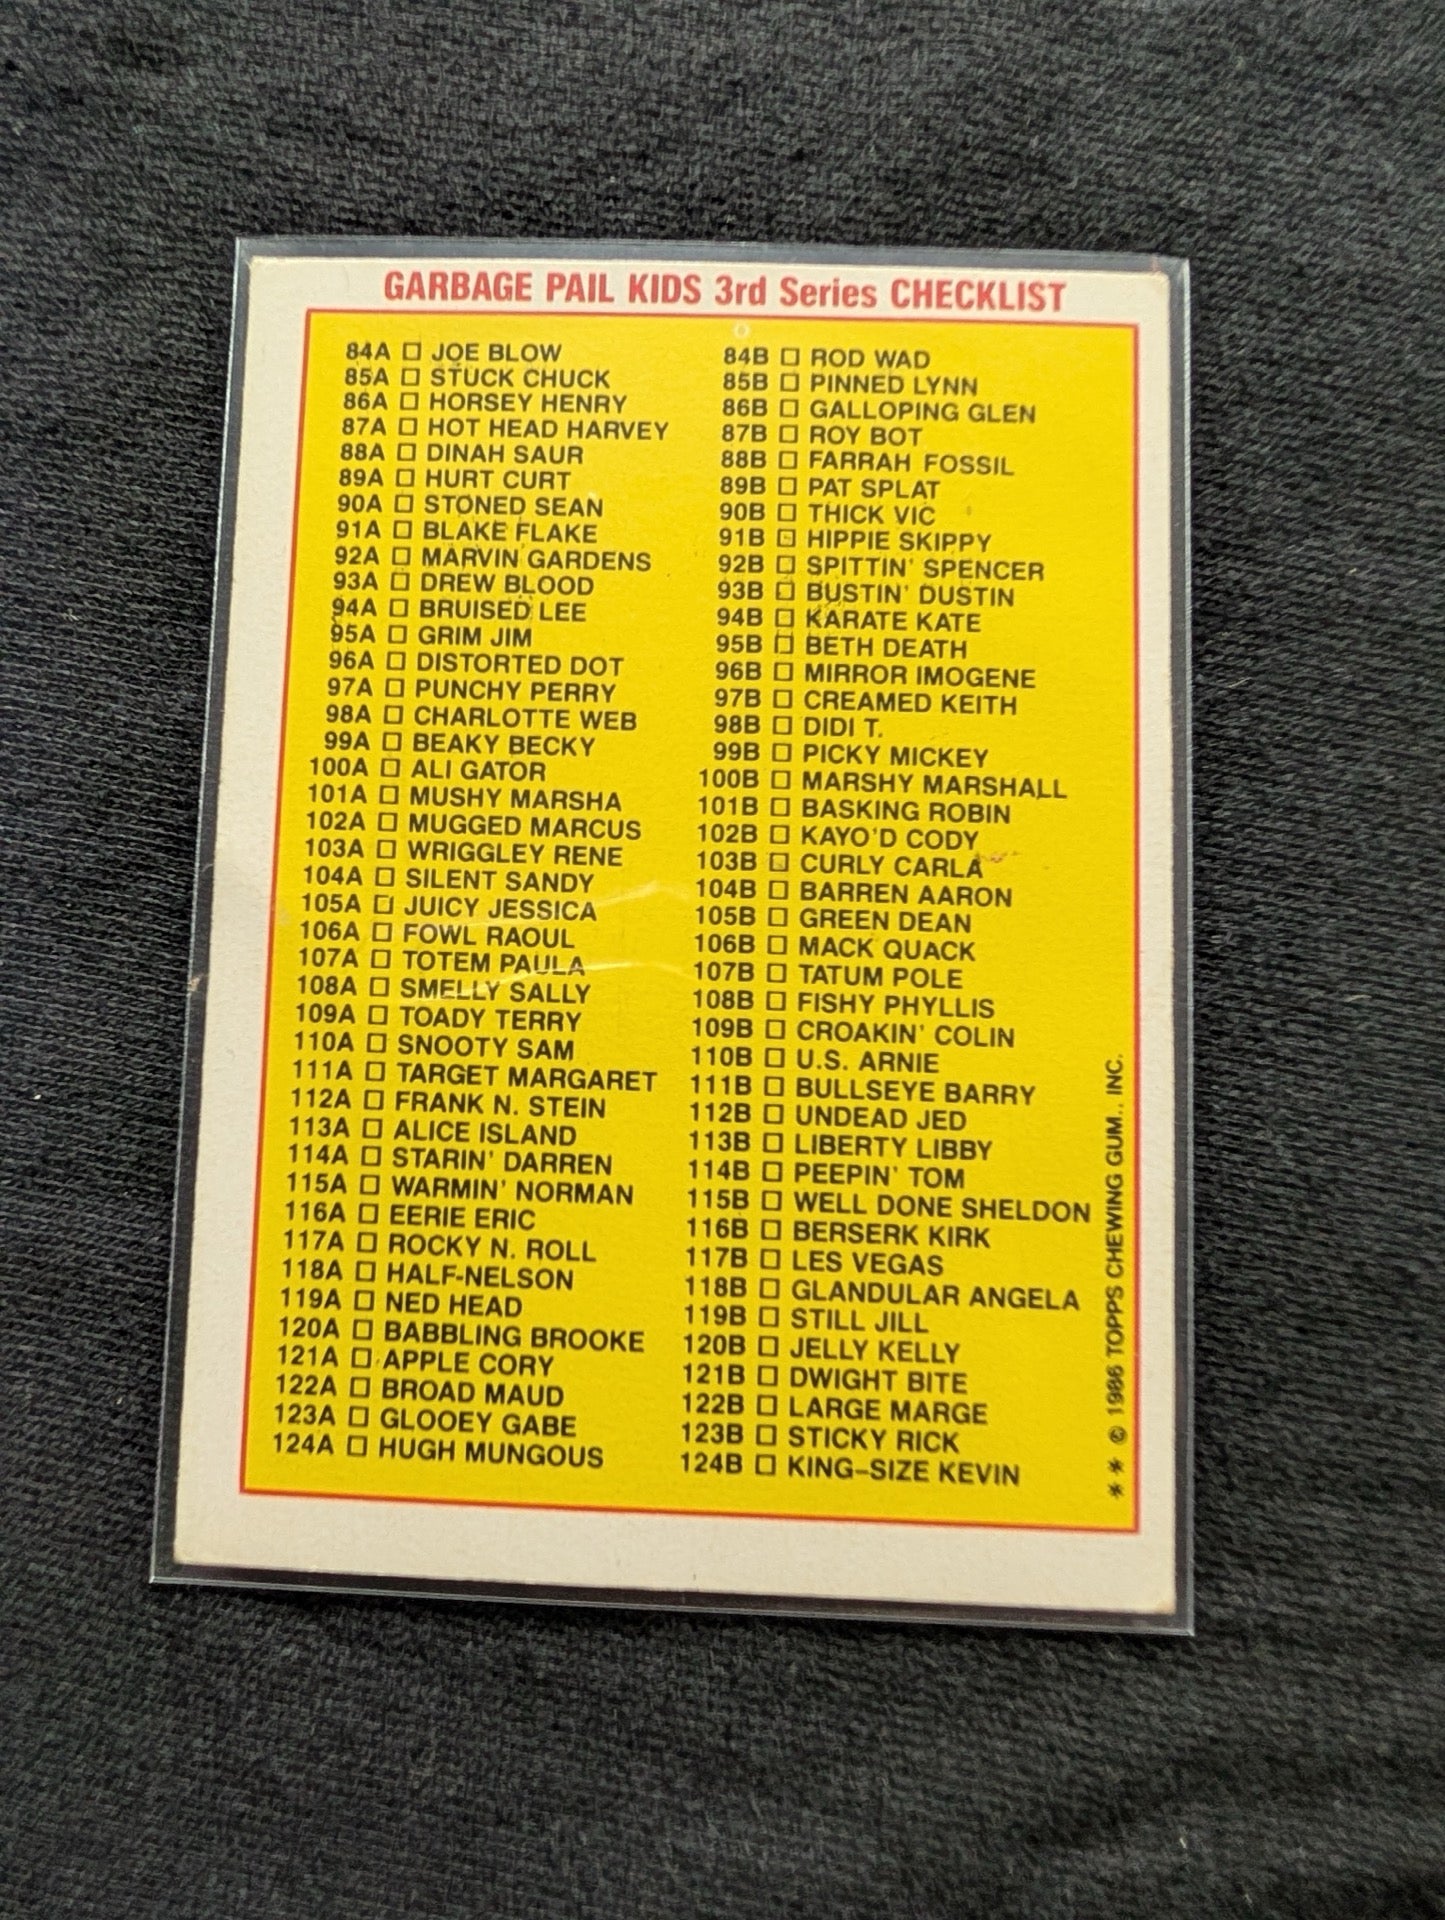 GARBAGE PAIL KIDS 3rd Series CHECKLIST
84A □ JOE BLOW
85A □ STUCK CHUCK
86A □ HORSEY HENRY
87A □ HOT HEAD HARVEY
88A □ DINAH SAUR
89A □ HURT CURT
90A □ STONED SEAN
91A □ BLAKE FLAKE
92A □ MARVIN GARDENS
93A □ DREW BLOOD
94A □ BRUISED LEE
95A □ GRIM JIM
96A □ DISTORTED DOT
97A □ PUNCHY PERRY
98A □ CHARLOTTE WEB
99A □ BEAKY BECKY
100A □ ALI GATOR
101A □ MUSHY MARSHA
102A □ MUGGED MARCUS
103A □ WRIGGLEY RENE
104A □ SILENT SANDY
105A □ JUICY JESSICA
106A □ FOWL RAOUL
107A □ TOTEM PAULA
108A □ SMELLY SALLY
109A □ TOADY TERRY
110A □ SNOOTY SAM
111A □ TARGET MARGARET
112A □ FRANK N. STEIN
113A □ ALICE ISLAND
114A □ STARIN' DARREN
115A □ WARMIN' NORMAN
116A □ EERIE ERIC
117A □ ROCKY N. ROLL
118A □ HALF-NELSON
119A □ NED HEAD
120A □ BABBLING BROOKE
121A □ APPLE CORY
122A □ BROAD MAUD
123A □ GLOOEY GABE
124A □ HUGH MUNGOUS
84B □ ROD WAD
85B □ PINNED LYNN
86B □ GALLOPING GLEN
87B □ ROY BOT
88B □ FARRAH FOSSIL
89B □ PAT SPLAT
90B □ THICK VIC
91B □ HIPPIE SKIPPY
92B □ SPITTIN' SPENCER
93B □ BUSTIN' DUSTIN
94B □ KARATE KATE
95B □ BETH DEATH
96B □ MIRROR IMOGENE
97B □ CREAMED KEITH
98B □ DIDI T.
99B □ PICKY MICKEY
100B □ MARSHY MARSHALL
101B □ BASKING ROBIN
102B □ KAYO'D CODY
103B □ CURLY CARLA
104B □ BARREN AARON
105B □ GREEN DEAN
106B □ MACK QUACK
107B □ TATUM POLE
108B □ FISHY PHYLLIS
109B □ CROAKIN' COLIN
110B □ U.S. ARNIE
111B □ BULLSEYE BARRY
112B □ UNDEAD JED
113B □ LIBERTY LIBBY
114B □ PEEPIN' TOM
115B □ WELL DONE SHELDON
116B □ BERSERK KIRK
117B □ LES VEGAS
118B □ GLANDULAR ANGELA
119B □ STILL JILL
120B □ JELLY KELLY
121B □ DWIGHT BITE
122B □ LARGE MARGE
123B □ STICKY RICK
124B □ KING-SIZE KEVIN
** © 1986 TOPPS CHEWING GUM., INC.